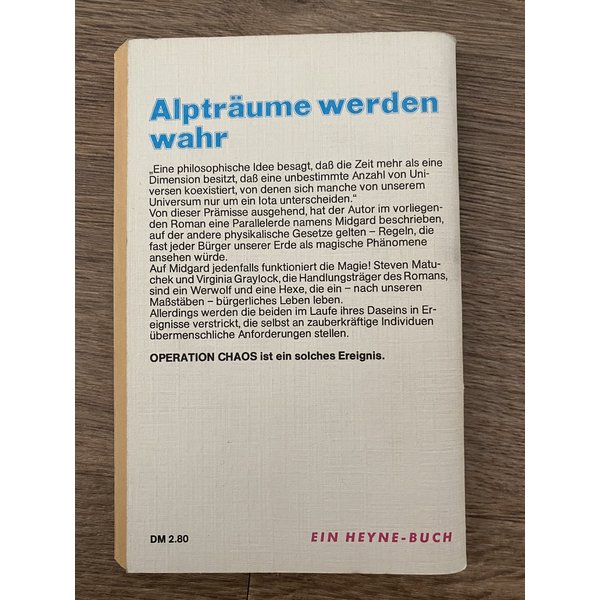 Alpträume werden
wahr
„Eine philosophische Idee besagt, daß die Zeit mehr als eine
Dimension besitzt, daß eine unbestimmte Anzahl von Uni-
versen koexistiert, von denen sich manche von unserem
Universum nur um ein Iota unterscheiden.“
Von dieser Prämisse ausgehend, hat der Autor im vorliegen-
den Roman eine Parallelerde namens Midgard beschrieben,
auf der andere physikalische Gesetze gelten – Regeln, die
fast jeder Bürger unserer Erde als magische Phänomene
ansehen würde.
Auf Midgard jedenfalls funktioniert die Magie! Steven Matu-
chek und Virginia Graylock, die Handlungsträger des Romans,
sind ein Werwolf und eine Hexe, die ein – nach unseren
Maßstäben – bürgerliches Leben leben.
Allerdings werden die beiden im Laufe ihres Daseins in Er-
eignisse verstrickt, die selbst an zauberkräftige Individuen
übermenschliche Anforderungen stellen.
OPERATION CHAOS ist ein solches Ereignis.
DM 2.80
EIN HEYNE-BUCH